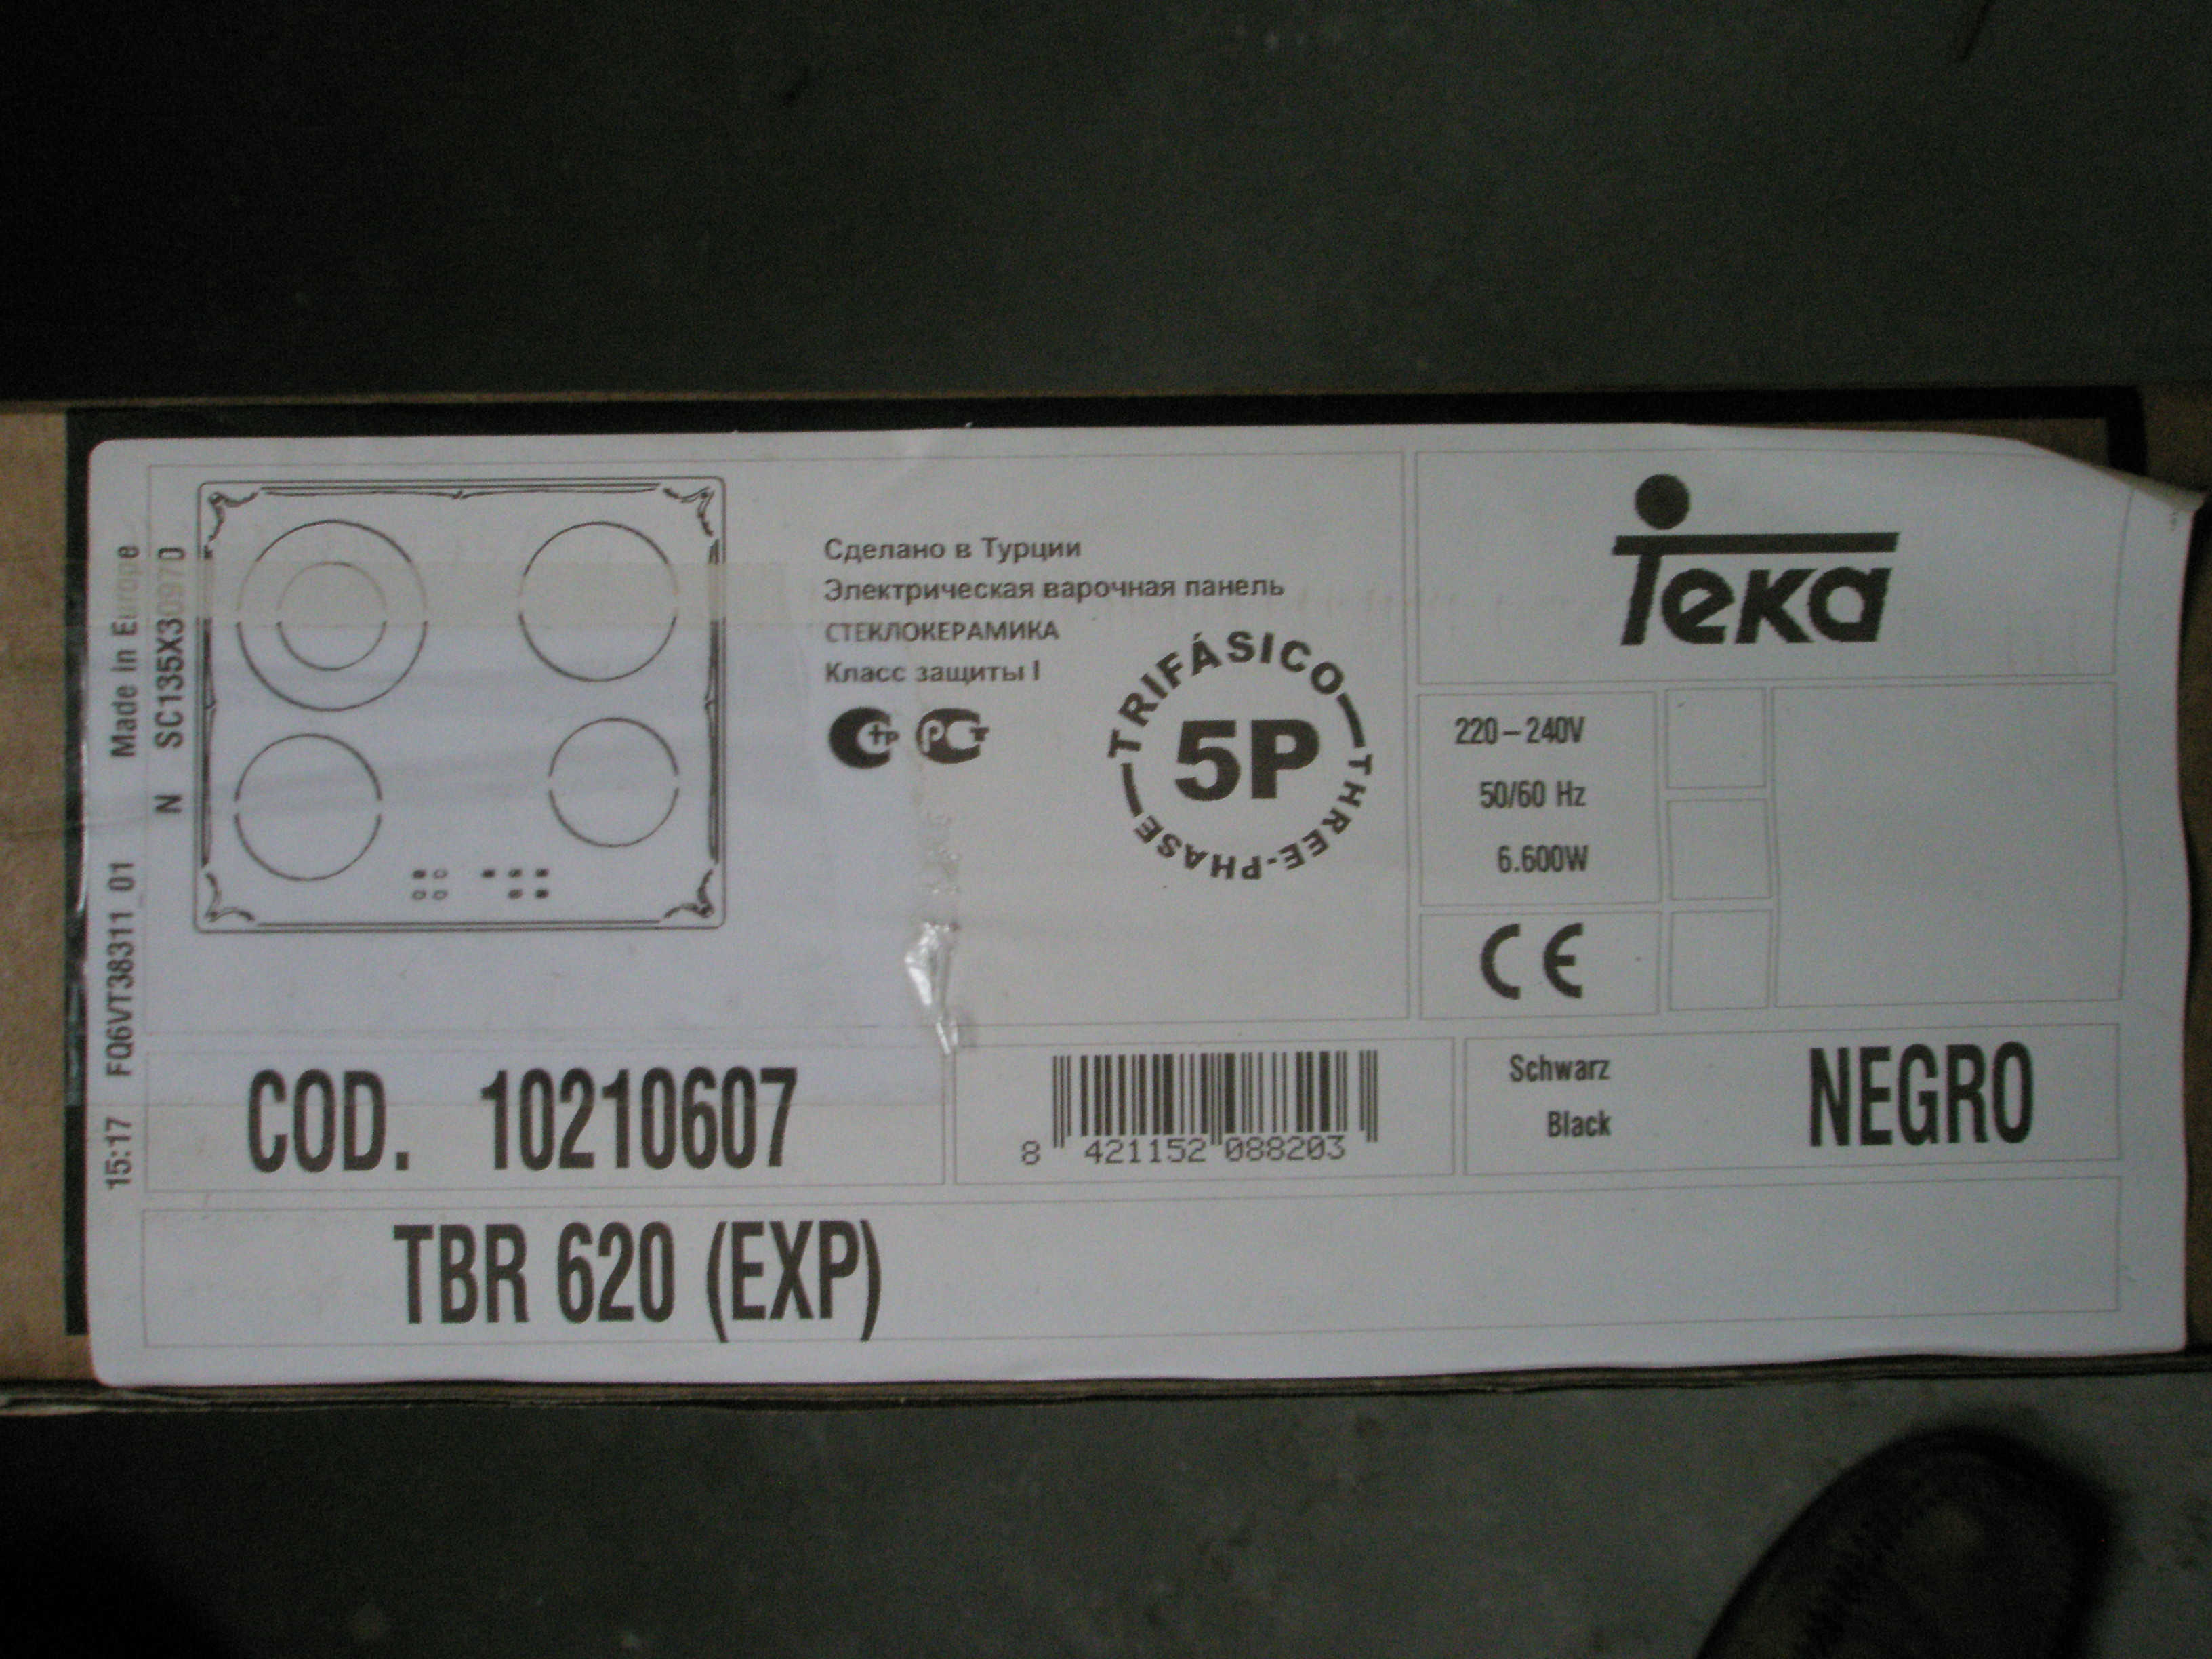 Made in Europe
N SC135X309970
FQ6VT38311_01
15:17
Сделано в Турции
Электрическая варочная панель
СТЕКЛОКЕРАМИКА
Класс защиты I
TRIFÁSICO
5P
THREE-PHASE
Teka
220-240V
50/60 Hz
6.600W
CE
COD. 10210607
8 421152 088203
Schwarz
Black
NEGRO
TBR 620 (EXP)